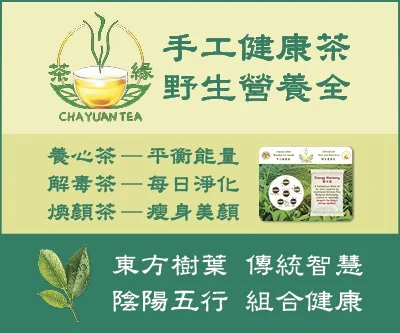 茶緣
CHAYUAN TEA
手工健康茶
野生營養全
養心茶—平衡能量
解毒茶—每日淨化
煥顏茶—瘦身美顏
Energy Harmony
東方樹葉 傳統智慧
陰陽五行 組合健康